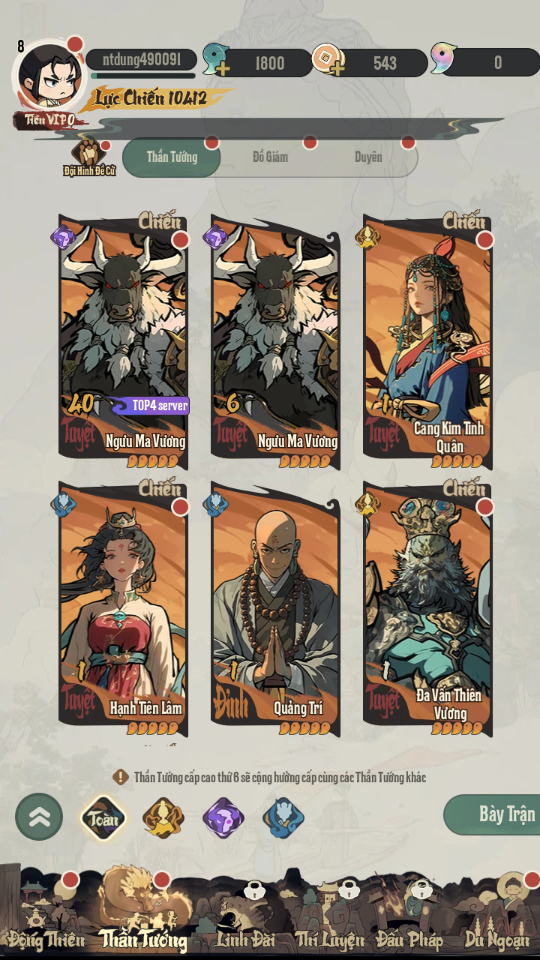 8
ntdung490091
1800
543
0
Lực Chiến 10412
Tiên VIP 0
Đội Hình Đề Cử
Thần Tướng
Đồ Giám
Duyên
Chiến
40
TOP4 server
Tuyệt
Ngưu Ma Vương
6
Tuyệt
Ngưu Ma Vương
Chiến
1
Tuyệt
Cang Kim Tinh
Quân
Chiến
1
Tuyệt
Hạnh Tiên Lâm
1
Đỉnh
Quảng Trí
Chiến
1
Tuyệt
Đa Văn Thiên
Vương
Thần Tướng cấp cao thứ 6 sẽ cộng hưởng cấp cùng các Thần Tướng khác
Toàn
Bày Trận
Động Thiên
Thần Tướng
Linh Đài
Thí Luyện
Đấu Pháp
Du Ngoạn